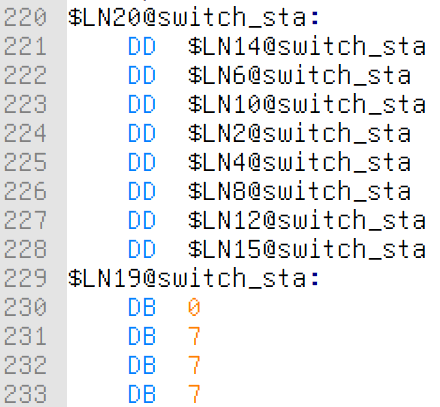 220 $LN20@switch_sta:
221 DD $LN14@switch_sta
222 DD $LN6@switch_sta
223 DD $LN10@switch_sta
224 DD $LN2@switch_sta
225 DD $LN4@switch_sta
226 DD $LN8@switch_sta
227 DD $LN12@switch_sta
228 DD $LN15@switch_sta
229 $LN19@switch_sta:
230 DB 0
231 DB 7
232 DB 7
233 DB 7